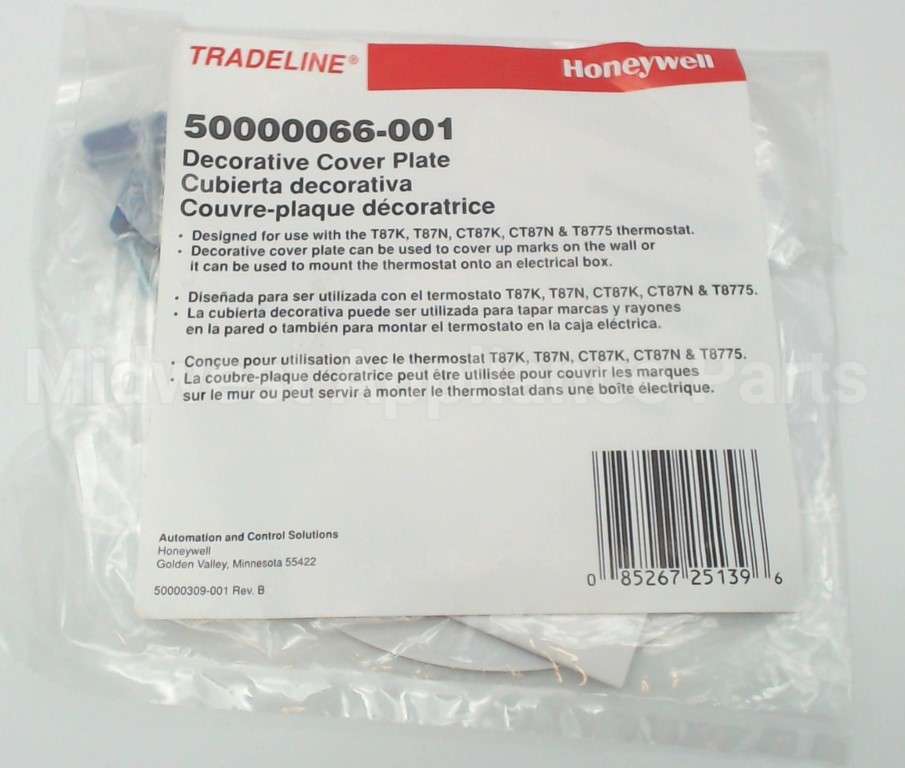 TRADELINE®
Honeywell
50000066-001
Decorative Cover Plate
Cubierta decorativa
Couvre-plaque décoratrice
• Designed for use with the T87K, T87N, CT87K, CT87N & T8775 thermostat.
• Decorative cover plate can be used to cover up marks on the wall or
it can be used to mount the thermostat onto an electrical box.
• Diseñada para ser utilizada con el termostato T87K, T87N, CT87K, CT87N & T8775.
• La cubierta decorativa puede ser utilizada para tapar marcas y rayones
en la pared o también para montar el termostato en la caja eléctrica.
• Conçue pour utilisation avec le thermostat T87K, T87N, CT87K, CT87N & T8775.
• La coubre-plaque décoratrice peut étre utilisée pour couvrir les marques
sur le mur ou peut servir à monter le thermostat dans une boîte électrique.
Midwest Appliance Parts
Automation and Control Solutions
Honeywell
Golden Valley, Minnesota 55422
50000309-001 Rev. B
0 85267 25139 6